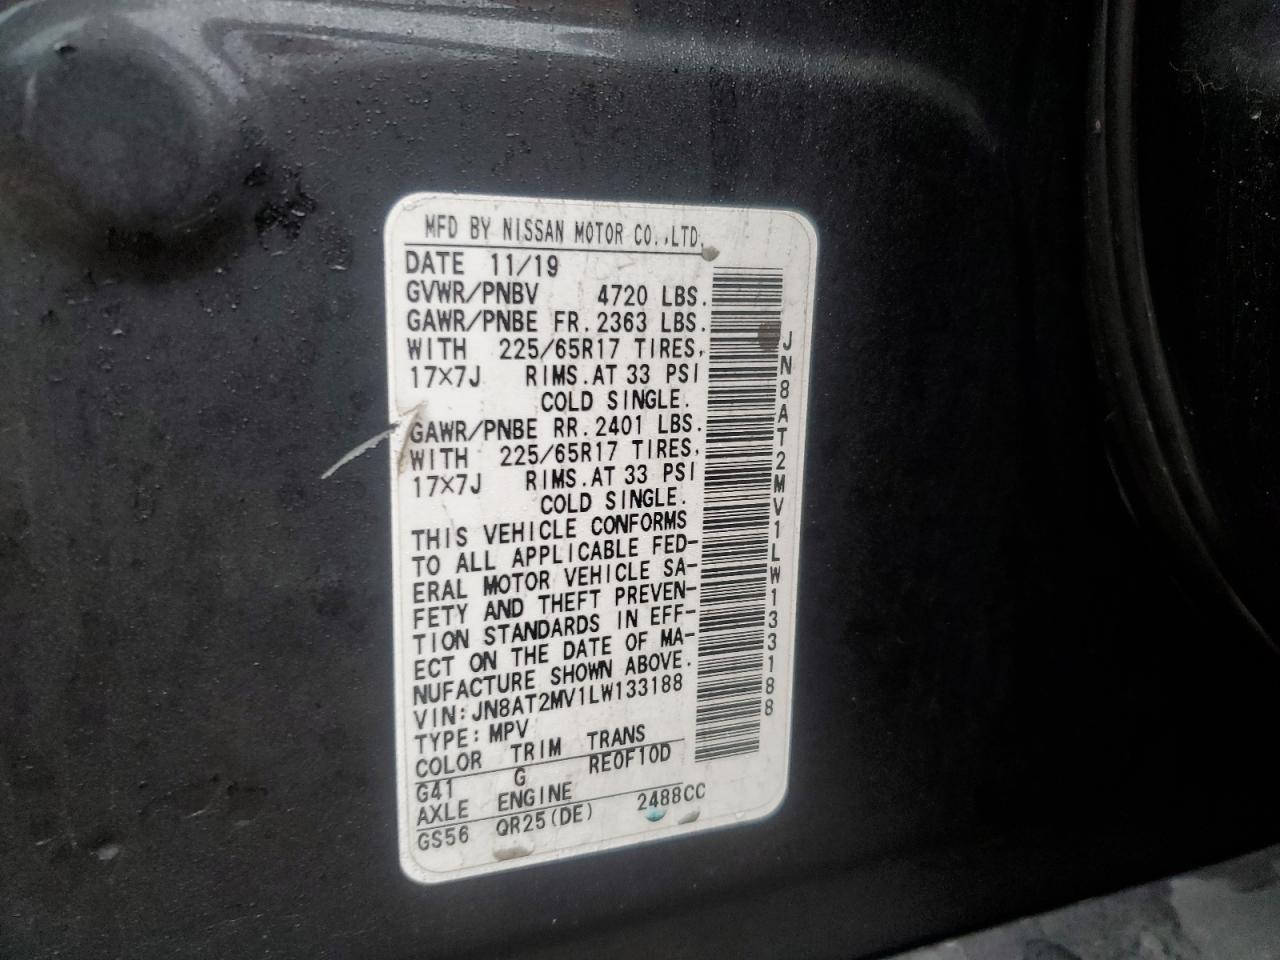 MFD BY NISSAN MOTOR CO.,LTD.
DATE 11/19
GVWR/PNBV 4720 LBS.
GAWR/PNBE FR. 2363 LBS.
WITH 225/65R17 TIRES,
17×7J RIMS. AT 33 PSI
COLD SINGLE.
GAWR/PNBE RR. 2401 LBS.
WITH 225/65R17 TIRES,
17×7J RIMS. AT 33 PSI
COLD SINGLE.
THIS VEHICLE CONFORMS
TO ALL APPLICABLE FED-
ERAL MOTOR VEHICLE SA-
FETY AND THEFT PREVEN-
TION STANDARDS IN EFF-
ECT ON THE DATE OF MA-
NUFACTURE SHOWN ABOVE.
VIN: JN8AT2MV1LW133188
TYPE: MPV
COLOR TRIM TRANS
G41 G RE0F10D
AXLE ENGINE
GS56 QR25(DE) 2488CC
JN8AT2MV1LW133188